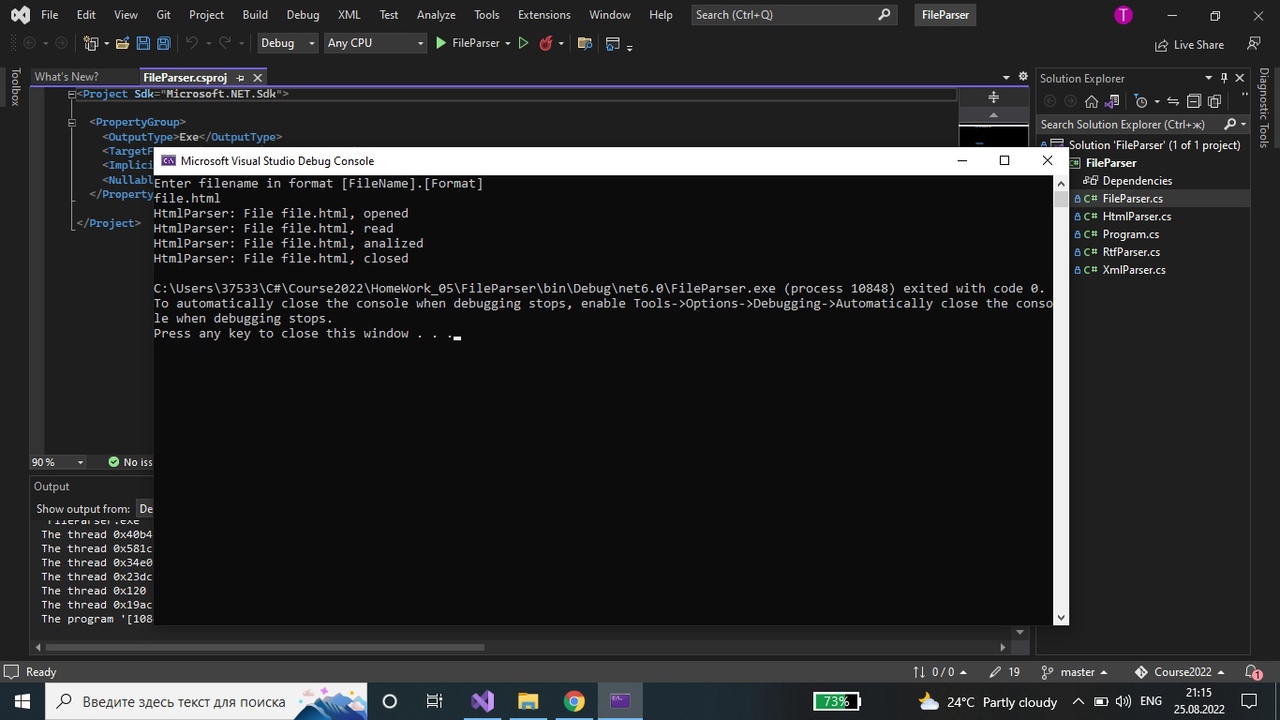 File Edit View Git Project Build Debug XML Test Analyze Tools Extensions Window Help Search (Ctrl+Q) FileParser T
Debug Any CPU FileParser Live Share
Toolbox
What's New? FileParser.csproj
<Project Sdk="Microsoft.NET.Sdk">
<PropertyGroup>
<OutputType>Exe</OutputType>
<TargetF
<Implici
<Nullabl
</Property
</Project>
90 % No iss
Microsoft Visual Studio Debug Console
Enter filename in format [FileName].[Format]
file.html
HtmlParser: File file.html, opened
HtmlParser: File file.html, read
HtmlParser: File file.html, analized
HtmlParser: File file.html, closed
C:\Users\37533\C#\Course2022\HomeWork_05\FileParser\bin\Debug\net6.0\FileParser.exe (process 10848) exited with code 0.
To automatically close the console when debugging stops, enable Tools->Options->Debugging->Automatically close the conso
le when debugging stops.
Press any key to close this window . . .
Solution Explorer
Search Solution Explorer (Ctrl+ж)
Solution 'FileParser' (1 of 1 project)
FileParser
Dependencies
C# FileParser.cs
C# HtmlParser.cs
C# Program.cs
C# RtfParser.cs
C# XmlParser.cs
Diagnostic Tools
Output
Show output from: De
'FileParser.exe'
The thread 0x40b4
The thread 0x581c
The thread 0x34e0
The thread 0x23dc
The thread 0x120
The thread 0x19ac
The program '[108
Ready 0 / 0 19 master Course2022 1
Введите здесь текст для поиска 73% 24°C Partly cloudy ENG 21:15
25.08.2022